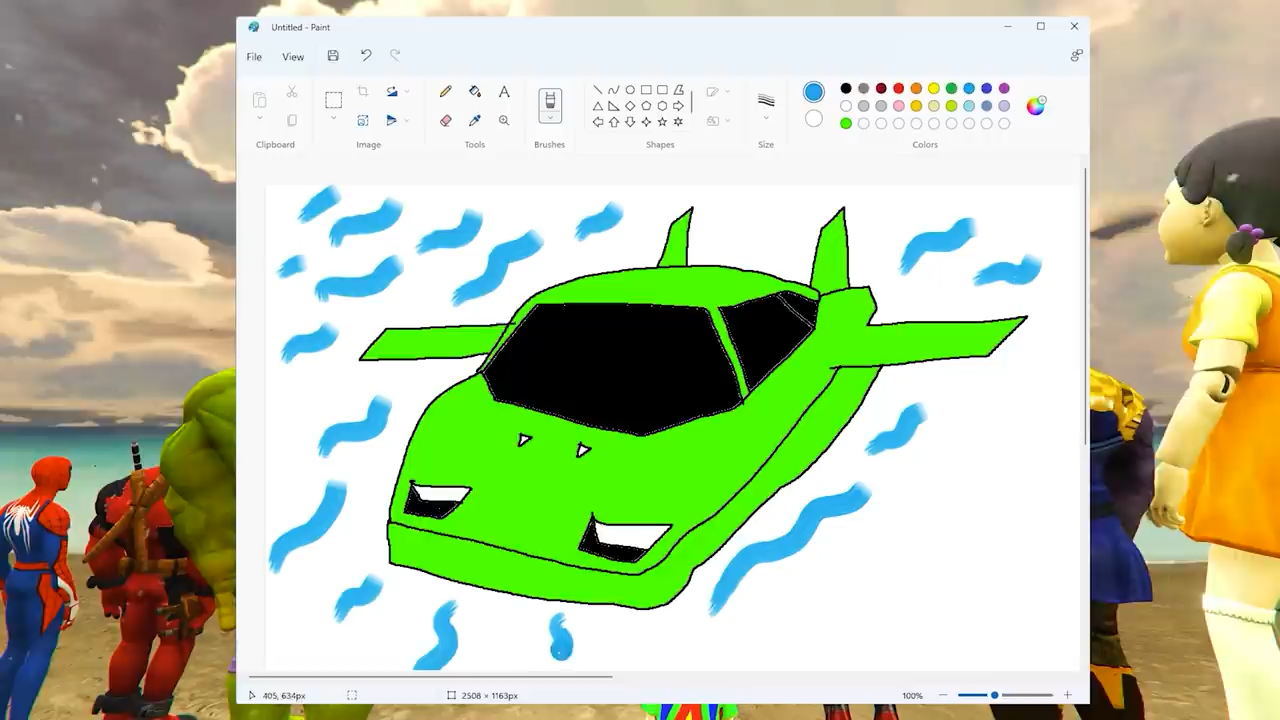 Untitled - Paint
File View
Clipboard Image Tools Brushes Shapes Size Colors
405, 634px 2508 × 1163px 100%